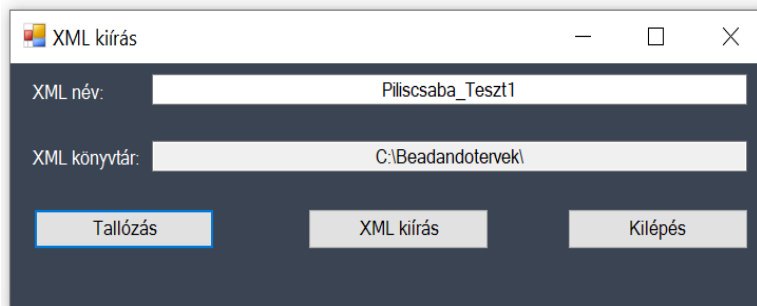 XML kiírás
XML név: Piliscsaba_Teszt1
XML könyvtár: C:\Beadandotervek\
Tallózás XML kiírás Kilépés